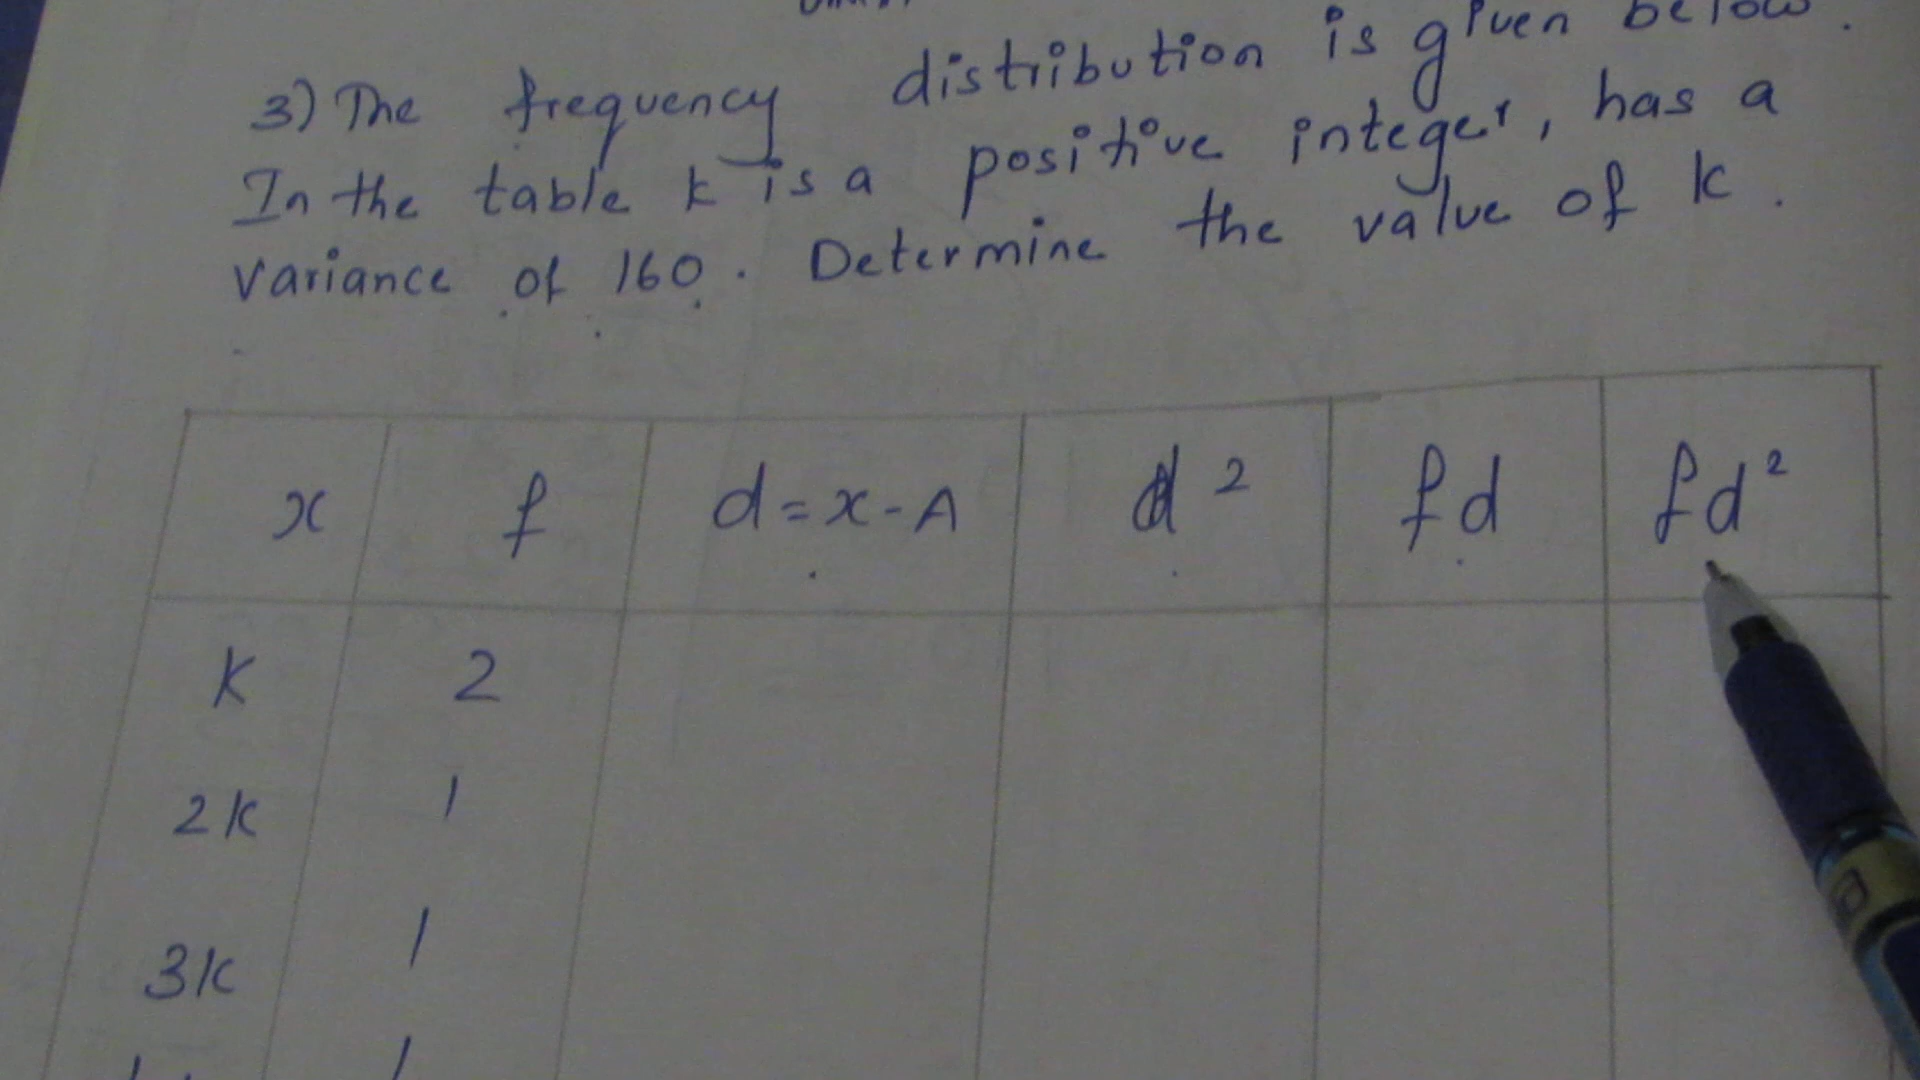 3) The frequency distribution is given below.
In the table k is a positive integer, has a
variance of 160. Determine the value of k.
x f d = x - A d² fd fd²
K 2
2K 1
3K 1
1